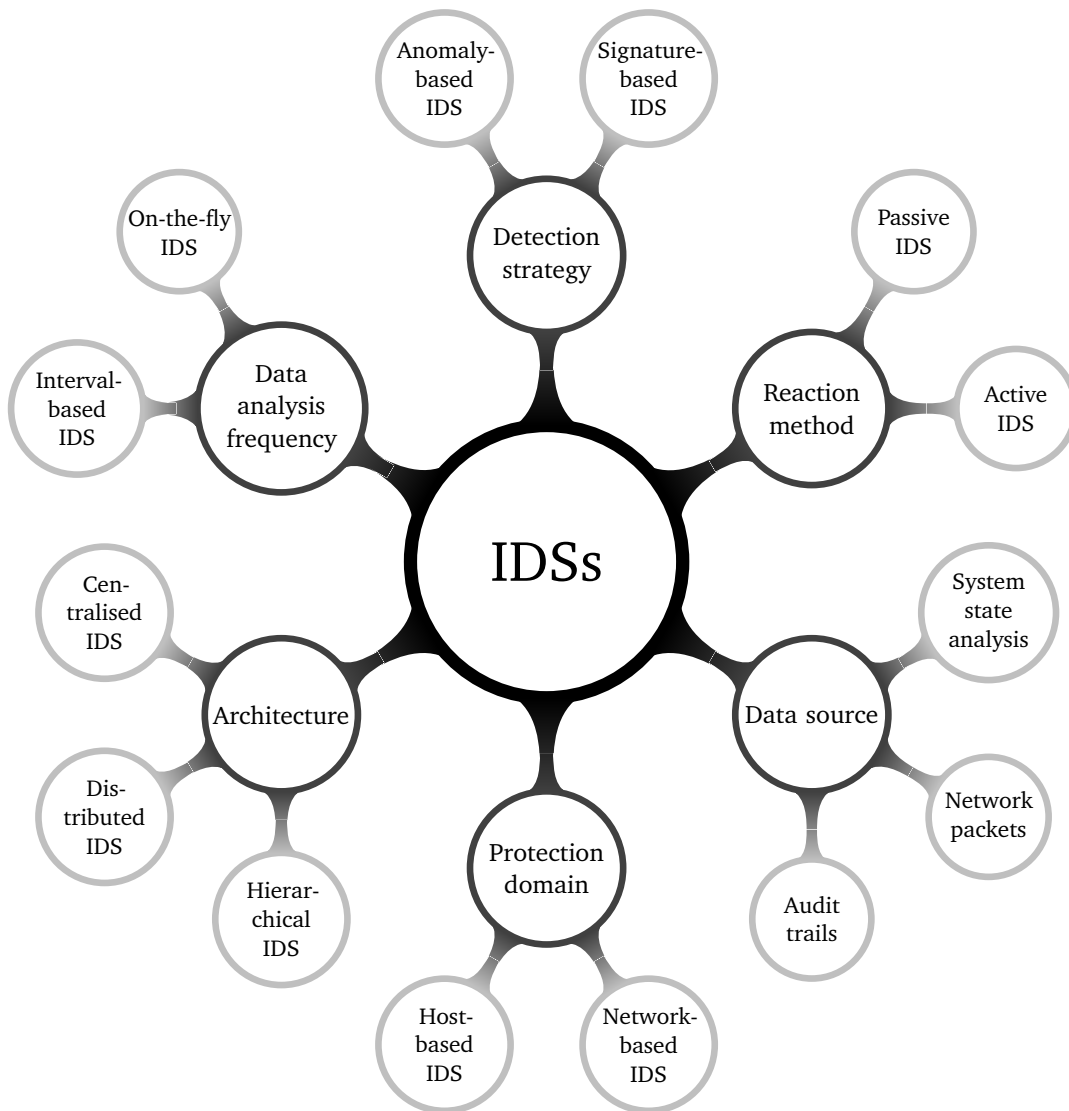 Anomaly-
based
IDS
Signature-
based
IDS
On-the-fly
IDS
Detection
strategy
Passive
IDS
Interval-
based
IDS
Data
analysis
frequency
Reaction
method
Active
IDS
IDSs
Cen-
tralised
IDS
System
state
analysis
Architecture
Data source
Dis-
tributed
IDS
Network
packets
Protection
domain
Hierar-
chical
IDS
Audit
trails
Host-
based
IDS
Network-
based
IDS